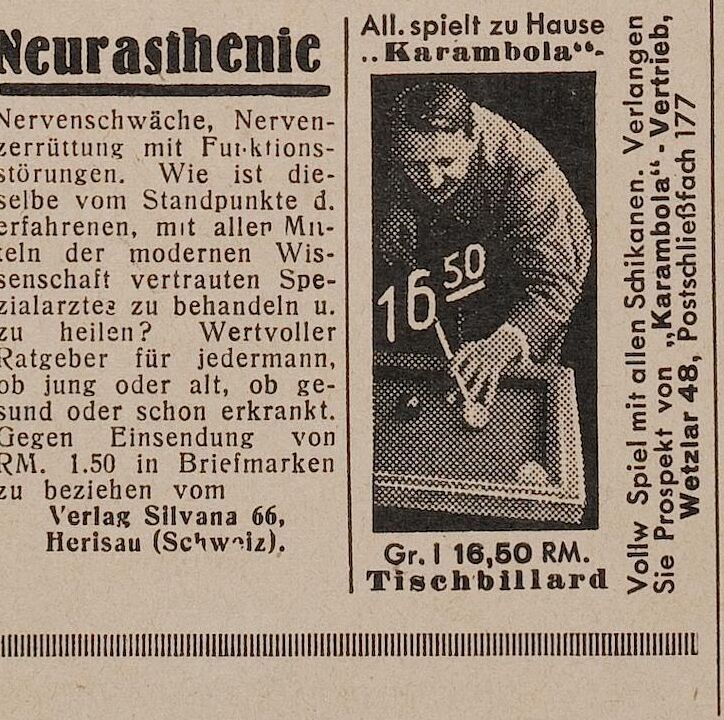 Neurasthenie
Nervenschwäche, Nerven-
zerrüttung mit Funktions-
störungen. Wie ist die-
selbe vom Standpunkte d.
erfahrenen, mit allen Mit-
teln der modernen Wis-
senschaft vertrauten Spe-
zialarztes zu behandeln u.
zu heilen? Wertvoller
Ratgeber für jedermann,
ob jung oder alt, ob ge-
sund oder schon erkrankt.
Gegen Einsendung von
RM. 1.50 in Briefmarken
zu beziehen vom
Verlag Silvana 66,
Herisau (Schweiz).
All. spielt zu Hause
„Karambola“-
16 50
Gr. I 16,50 RM.
Tischbillard
Vollw Spiel mit allen Schikanen. Verlangen
Sie Prospekt von „Karambola“-Vertrieb,
Wetzlar 48, Postschließfach 177